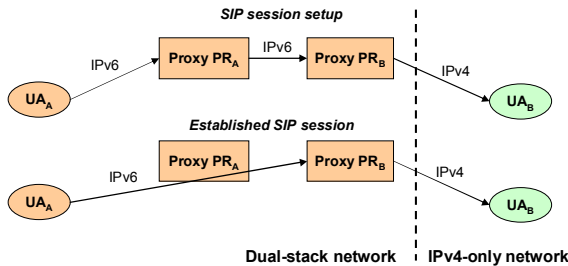 SIP session setup
IPv6
IPv6
Proxy PRA
Proxy PRB
IPv4
UAA
UAB
Established SIP session
Proxy PRA
Proxy PRB
IPv6
IPv4
UAA
UAB
Dual-stack network
IPv4-only network